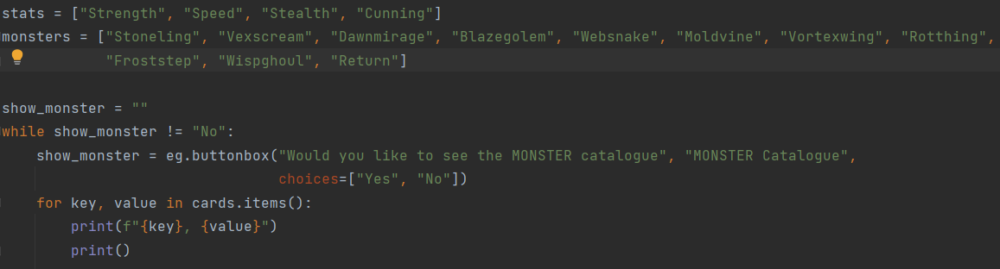 stats = ["Strength", "Speed", "Stealth", "Cunning"]
monsters = ["Stoneling", "Vexscream", "Dawnmirage", "Blazegolem", "Websnake", "Moldvine", "Vortexwing", "Rotthing",
            "Froststep", "Wispghoul", "Return"]

show_monster = ""
while show_monster != "No":
    show_monster = eg.buttonbox("Would you like to see the MONSTER catalogue", "MONSTER Catalogue",
                                choices=["Yes", "No"])
    for key, value in cards.items():
        print(f"{key}, {value}")
        print()